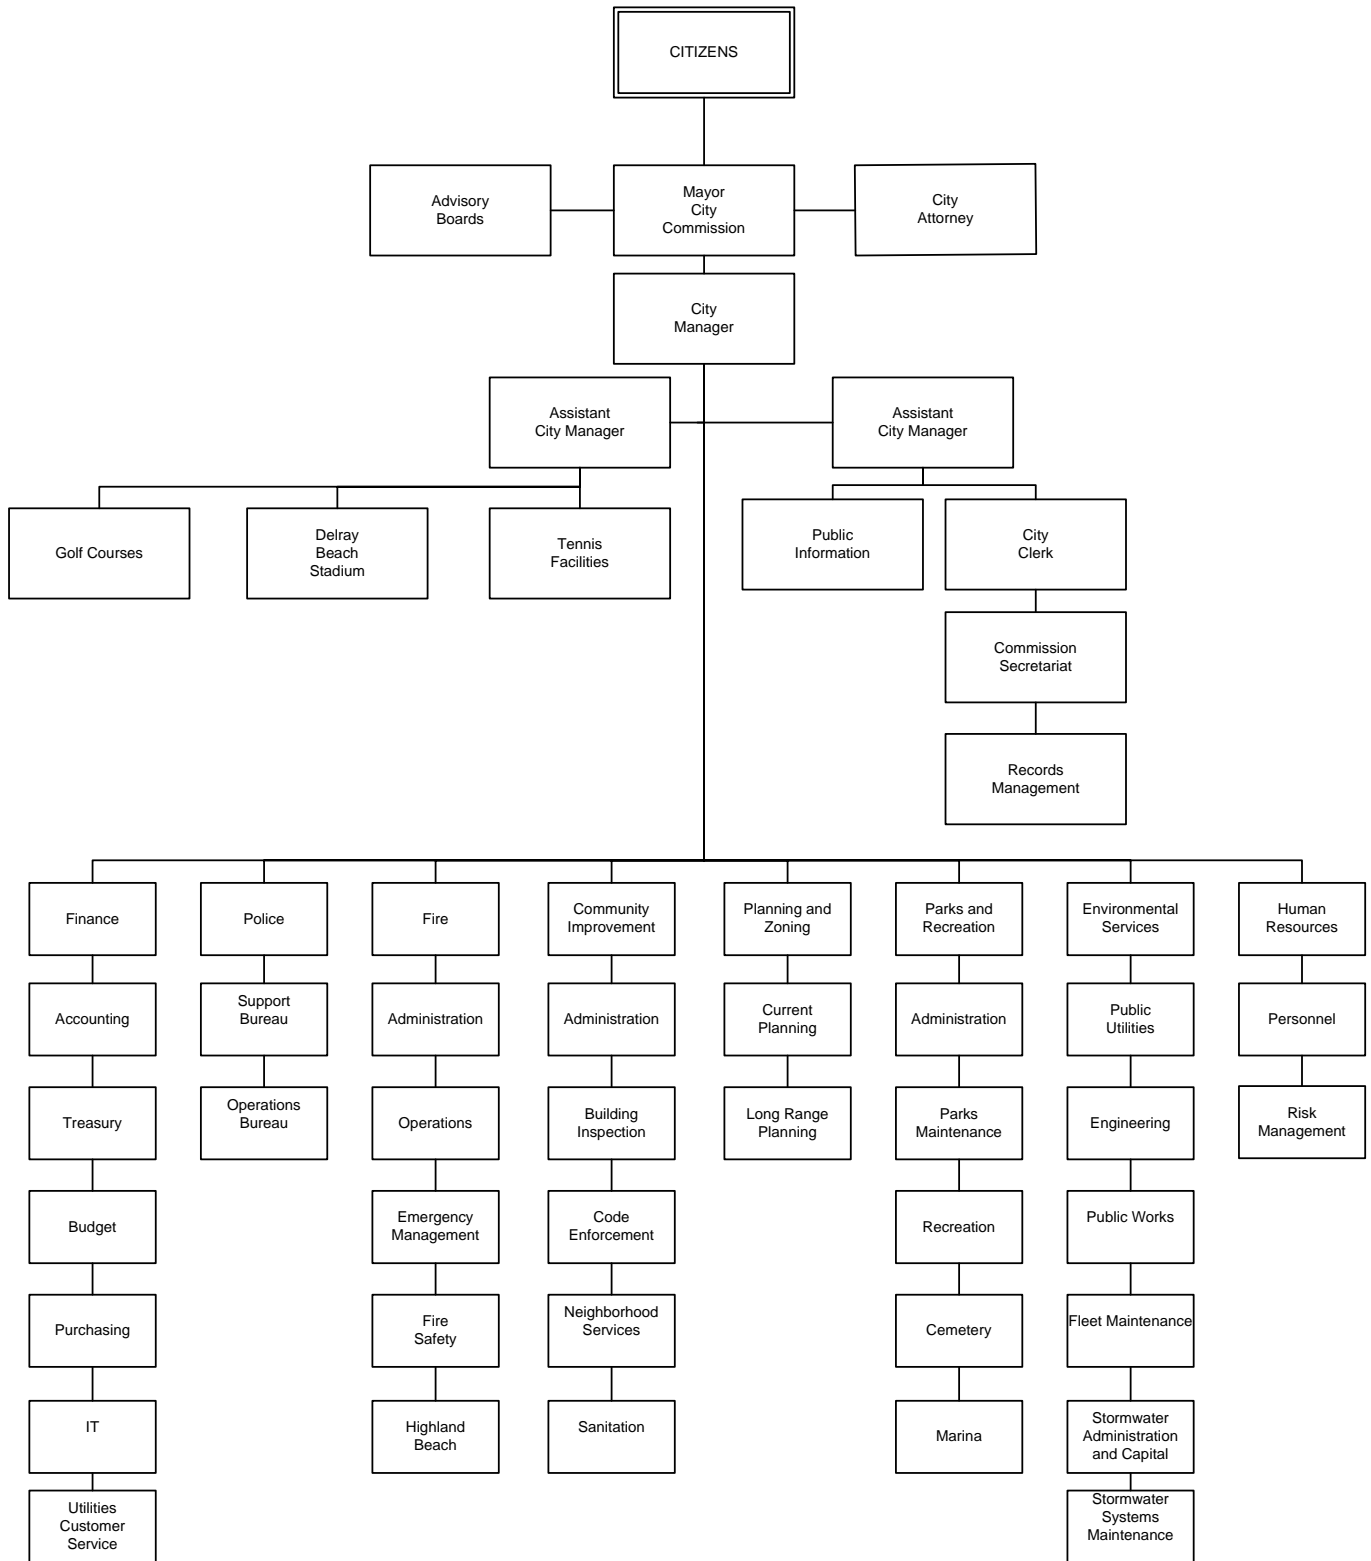 CITIZENS
Advisory
Boards
Mayor
City
Commission
City
Attorney
City
Manager
Assistant
City Manager
Assistant
City Manager
Golf Courses
Delray
Beach
Stadium
Tennis
Facilities
Public
Information
City
Clerk
Commission
Secretariat
Records
Management
Finance
Police
Fire
Community
Improvement
Planning and
Zoning
Parks and
Recreation
Environmental
Services
Human
Resources
Accounting
Support
Bureau
Administration
Administration
Current
Planning
Administration
Public
Utilities
Personnel
Treasury
Operations
Bureau
Operations
Building
Inspection
Long Range
Planning
Parks
Maintenance
Engineering
Risk
Management
Budget
Emergency
Management
Code
Enforcement
Recreation
Public Works
Purchasing
Fire
Safety
Neighborhood
Services
Cemetery
Fleet Maintenance
IT
Highland
Beach
Sanitation
Marina
Stormwater
Administration
and Capital
Utilities
Customer
Service
Stormwater
Systems
Maintenance